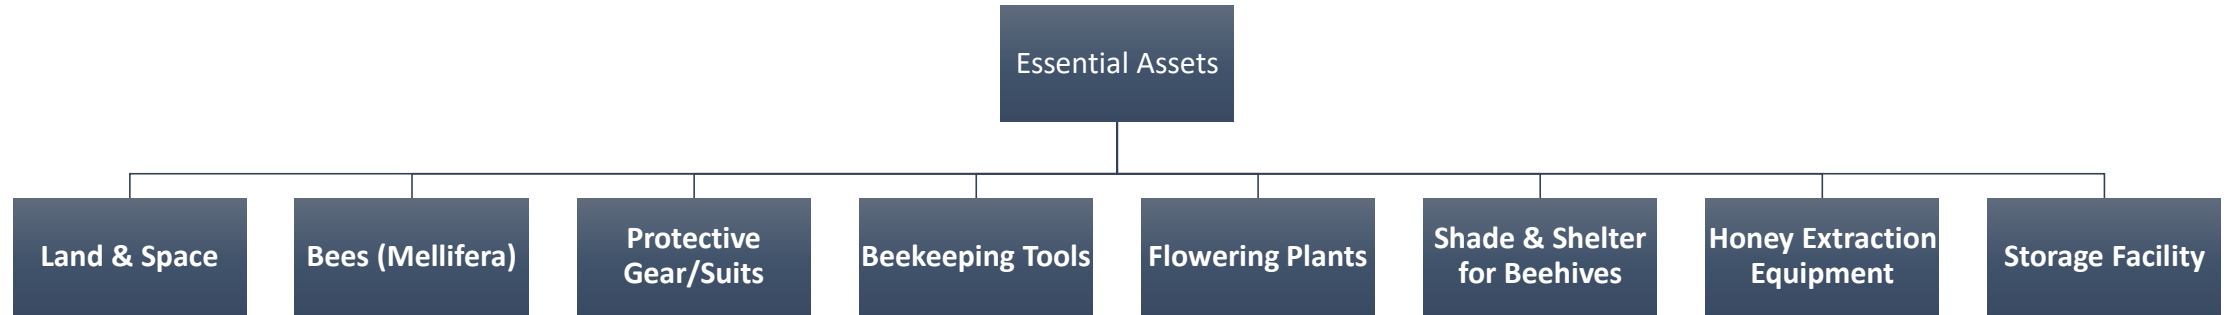 Essential Assets
Land & Space
Bees (Mellifera)
Protective
Gear/Suits
Beekeeping Tools
Flowering Plants
Shade & Shelter
for Beehives
Honey Extraction
Equipment
Storage Facility